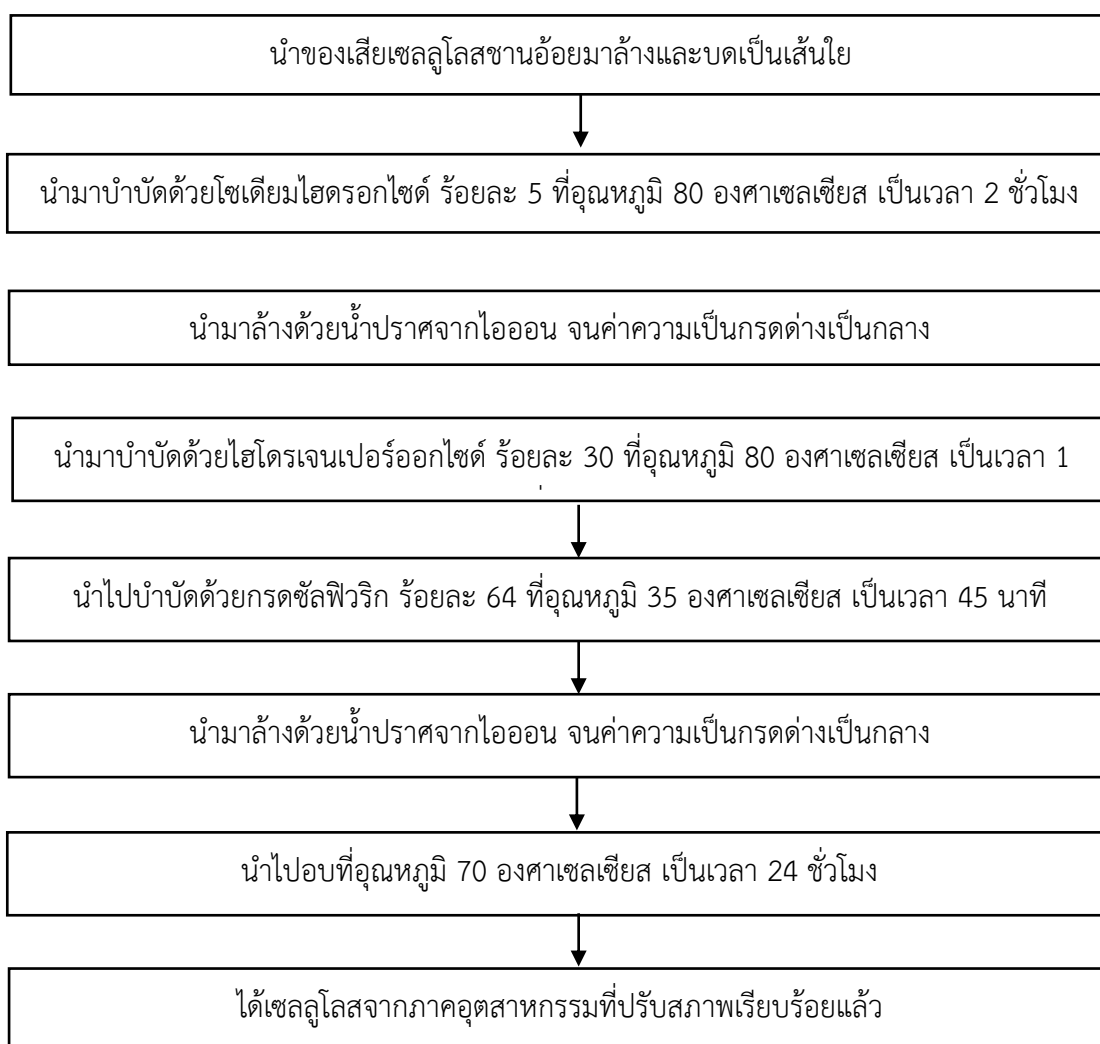 นำของเสียเซลลูโลสชานอ้อยมาล้างและบดเป็นเส้นใย
นำมาบำบัดด้วยโซเดียมไฮดรอกไซด์ ร้อยละ 5 ที่อุณหภูมิ 80 องศาเซลเซียส เป็นเวลา 2 ชั่วโมง
นำมาล้างด้วยน้ำปราศจากไอออน จนค่าความเป็นกรดด่างเป็นกลาง
นำมาบำบัดด้วยไฮโดรเจนเปอร์ออกไซด์ ร้อยละ 30 ที่อุณหภูมิ 80 องศาเซลเซียส เป็นเวลา 1
นำไปบำบัดด้วยกรดซัลฟิวริก ร้อยละ 64 ที่อุณหภูมิ 35 องศาเซลเซียส เป็นเวลา 45 นาที
นำมาล้างด้วยน้ำปราศจากไอออน จนค่าความเป็นกรดด่างเป็นกลาง
นำไปอบที่อุณหภูมิ 70 องศาเซลเซียส เป็นเวลา 24 ชั่วโมง
ได้เซลลูโลสจากภาคอุตสาหกรรมที่ปรับสภาพเรียบร้อยแล้ว